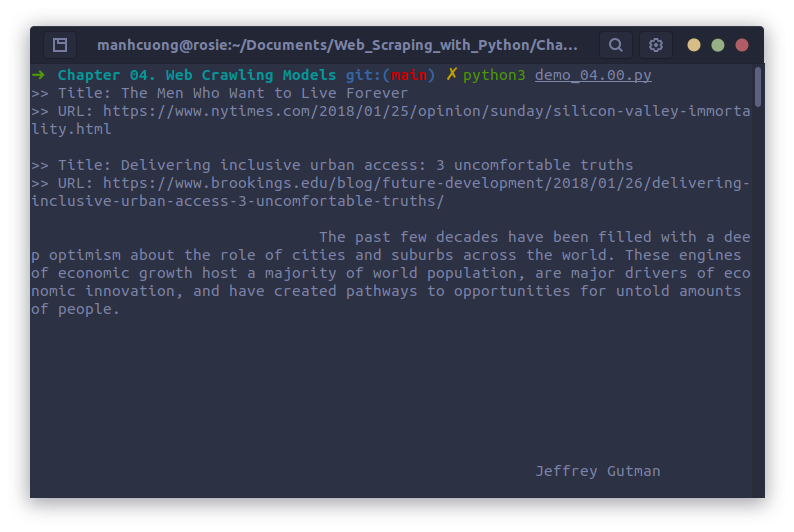 manhcuong@rosie:~/Documents/Web_Scraping_with_Python/Cha...
➜ Chapter 04. Web Crawling Models git:(main) ✗ python3 demo_04.00.py
>> Title: The Men Who Want to Live Forever
>> URL: https://www.nytimes.com/2018/01/25/opinion/sunday/silicon-valley-immorta
lity.html
>> Title: Delivering inclusive urban access: 3 uncomfortable truths
>> URL: https://www.brookings.edu/blog/future-development/2018/01/26/delivering-
inclusive-urban-access-3-uncomfortable-truths/
The past few decades have been filled with a dee
p optimism about the role of cities and suburbs across the world. These engines
of economic growth host a majority of world population, are major drivers of eco
nomic innovation, and have created pathways to opportunities for untold amounts
of people.
Jeffrey Gutman